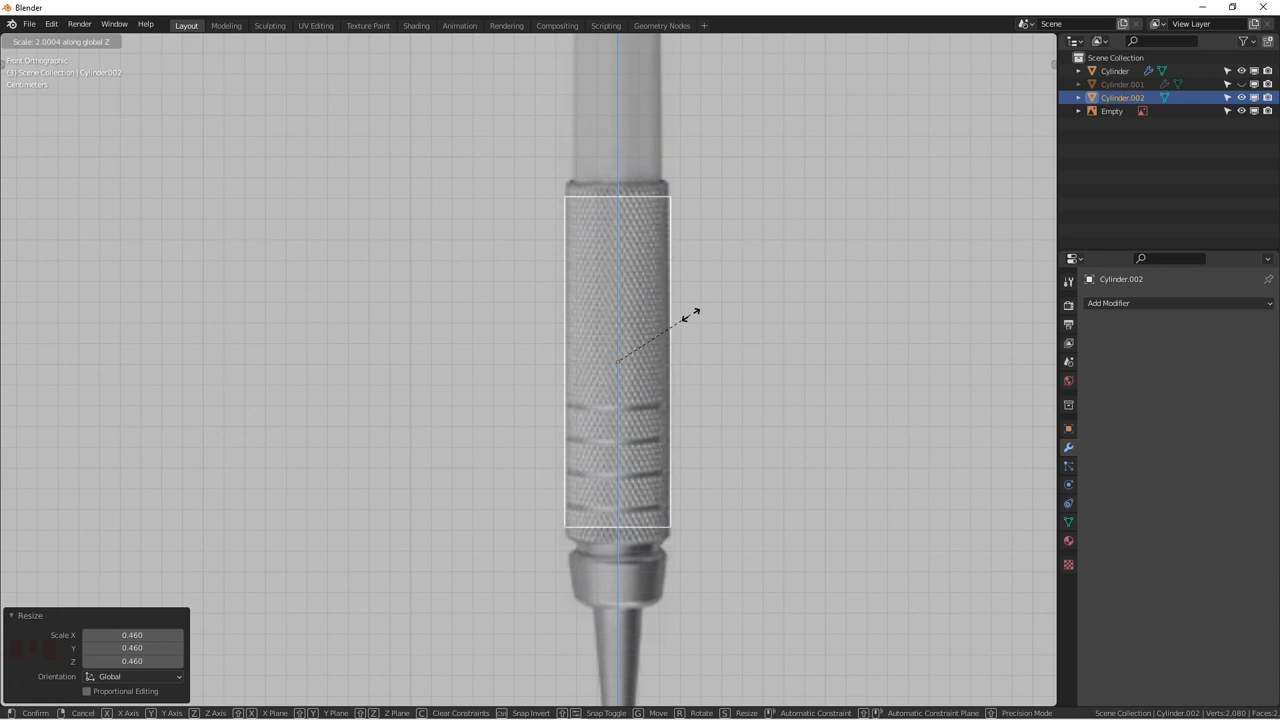 Blender
File Edit Render Window Help Layout Modeling Sculpting UV Editing Texture Paint Shading Animation Rendering Compositing Scripting Geometry Nodes + Scene View Layer
Scale: 2.0004 along global Z
Front Orthographic
(3) Scene Collection | Cylinder.002
Centimeters
Scene Collection
Cylinder
Cylinder.001
Cylinder.002
Empty
Cylinder.002
Add Modifier
Resize
Scale X 0.460
Y 0.460
Z 0.460
Orientation Global
Proportional Editing
Confirm Cancel X X Axis Y Y Axis Z Z Axis X X Plane Y Y Plane Z Z Plane C Clear Constraints Ctrl Snap Invert Snap Toggle G Move R Rotate S Resize Automatic Constraint Automatic Constraint Plane Precision Mode Scene Collection | Cylinder.002 | Verts:2,080 | Faces:2